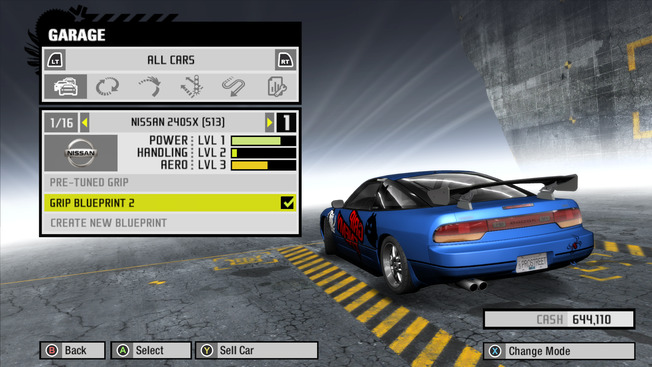 GARAGE
LT
ALL CARS
RT
1/16
NISSAN 240SX (S13)
1
NISSAN
POWER : LVL 1
HANDLING : LVL 2
AERO : LVL 3
PRE-TUNED GRIP
GRIP BLUEPRINT 2
CREATE NEW BLUEPRINT
PROSTREET
CASH 644,110
B Back
A Select
Y Sell Car
X Change Mode